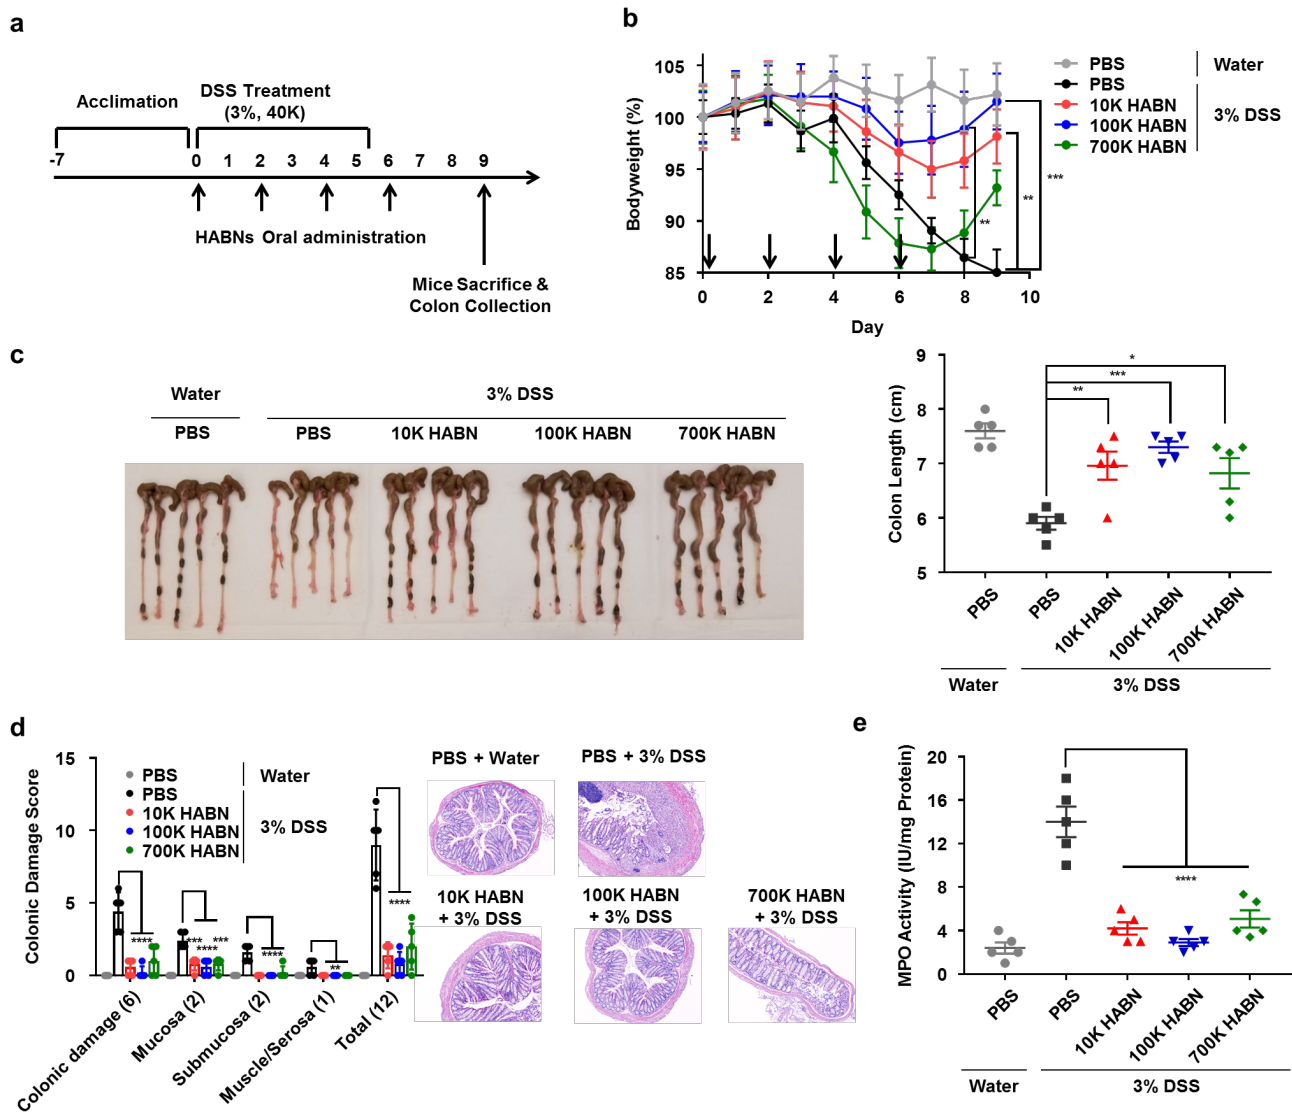 a
Acclimation
DSS Treatment
(3%, 40K)
-7 0 1 2 3 4 5 6 7 8 9
HABNs Oral administration
Mice Sacrifice &
Colon Collection
b
Bodyweight (%)
105
100
95
90
85
0 2 4 6 8 10
Day
**
**
***
PBS
PBS
10K HABN
100K HABN
700K HABN
Water
3% DSS
c
Water
3% DSS
PBS
PBS
10K HABN
100K HABN
700K HABN
Colon Length (cm)
9
8
7
6
5
*
***
**
PBS
PBS
10K HABN
100K HABN
700K HABN
Water
3% DSS
d
Colonic Damage Score
15
10
5
0
PBS
PBS
10K HABN
100K HABN
700K HABN
Water
3% DSS
****
***
****
***
****
**
****
Colonic damage (6)
Mucosa (2)
Submucosa (2)
Muscle/Serosa (1)
Total (12)
PBS + Water
PBS + 3% DSS
10K HABN
+ 3% DSS
100K HABN
+ 3% DSS
700K HABN
+ 3% DSS
e
MPO Activity (IU/mg Protein)
20
16
12
8
4
0
****
PBS
PBS
10K HABN
100K HABN
700K HABN
Water
3% DSS